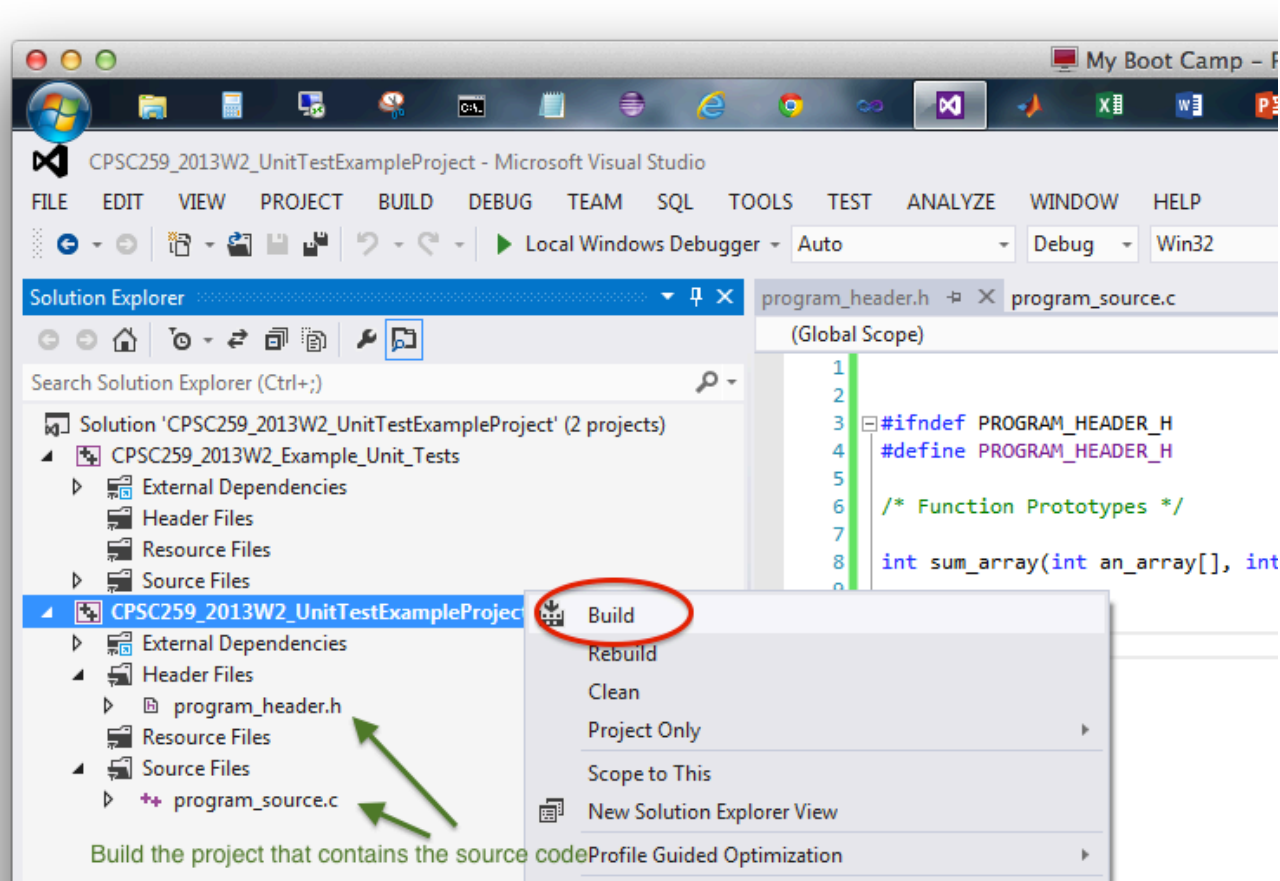 My Boot Camp –
CPSC259_2013W2_UnitTestExampleProject - Microsoft Visual Studio
FILE EDIT VIEW PROJECT BUILD DEBUG TEAM SQL TOOLS TEST ANALYZE WINDOW HELP
Local Windows Debugger Auto Debug Win32
Solution Explorer
program_header.h program_source.c
(Global Scope)
Search Solution Explorer (Ctrl+;)
Solution 'CPSC259_2013W2_UnitTestExampleProject' (2 projects)
CPSC259_2013W2_Example_Unit_Tests
External Dependencies
Header Files
Resource Files
Source Files
CPSC259_2013W2_UnitTestExampleProjec
External Dependencies
Header Files
program_header.h
Resource Files
Source Files
program_source.c
Build the project that contains the source code
1
2
3 #ifndef PROGRAM_HEADER_H
4 #define PROGRAM_HEADER_H
5
6 /* Function Prototypes */
7
8 int sum_array(int an_array[], int
Build
Rebuild
Clean
Project Only
Scope to This
New Solution Explorer View
Profile Guided Optimization